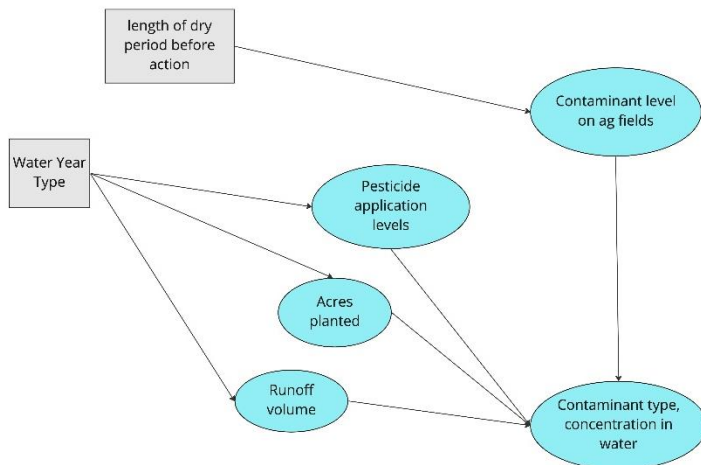 length of dry
period before
action
Contaminant level
on ag fields
Water Year
Type
Pesticide
application
levels
Acres
planted
Runoff
volume
Contaminant type,
concentration in
water